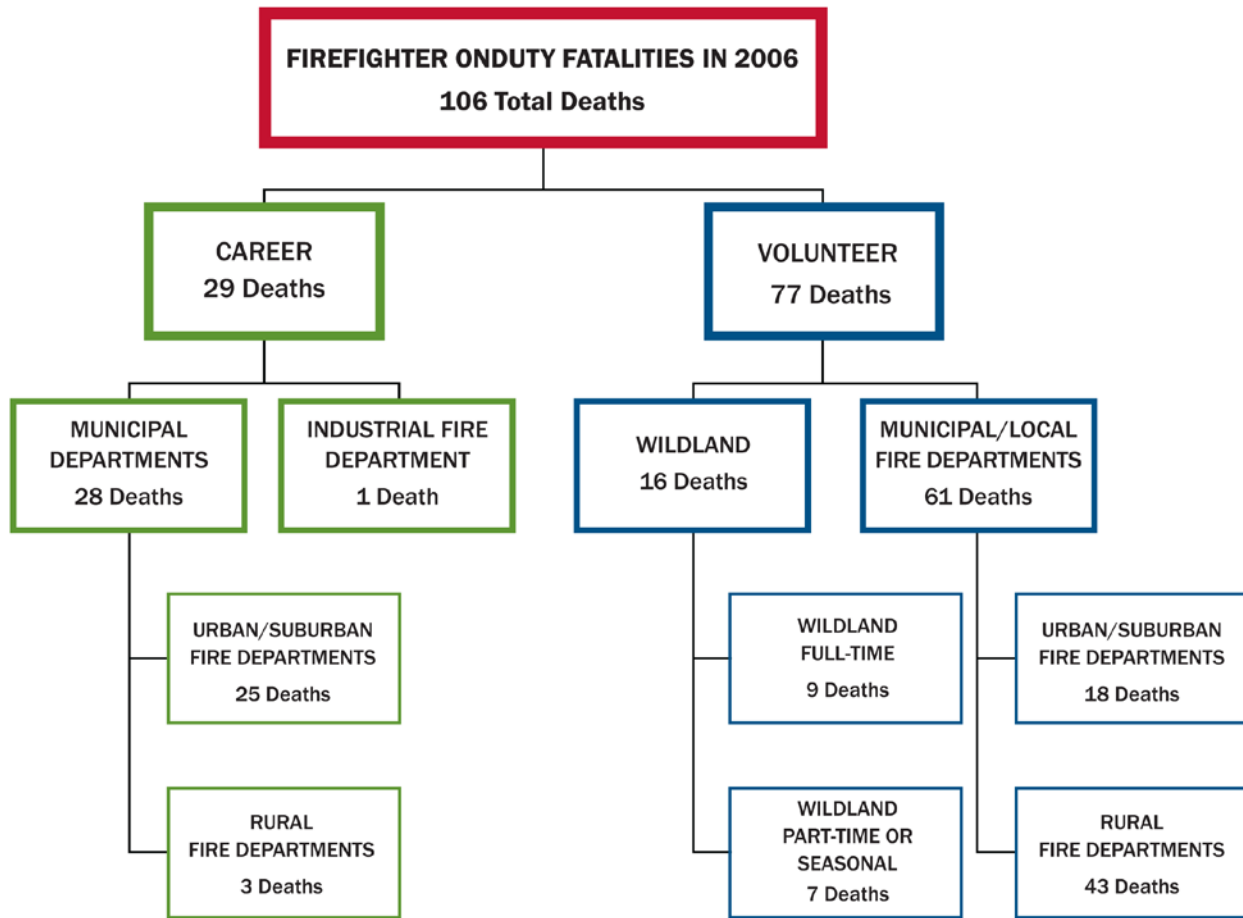 FIREFIGHTER ONDUTY FATALITIES IN 2006
106 Total Deaths
CAREER
29 Deaths
VOLUNTEER
77 Deaths
MUNICIPAL
DEPARTMENTS
28 Deaths
INDUSTRIAL FIRE
DEPARTMENT
1 Death
WILDLAND
16 Deaths
MUNICIPAL/LOCAL
FIRE DEPARTMENTS
61 Deaths
URBAN/SUBURBAN
FIRE DEPARTMENTS
25 Deaths
WILDLAND
FULL-TIME
9 Deaths
URBAN/SUBURBAN
FIRE DEPARTMENTS
18 Deaths
RURAL
FIRE DEPARTMENTS
3 Deaths
WILDLAND
PART-TIME OR
SEASONAL
7 Deaths
RURAL
FIRE DEPARTMENTS
43 Deaths